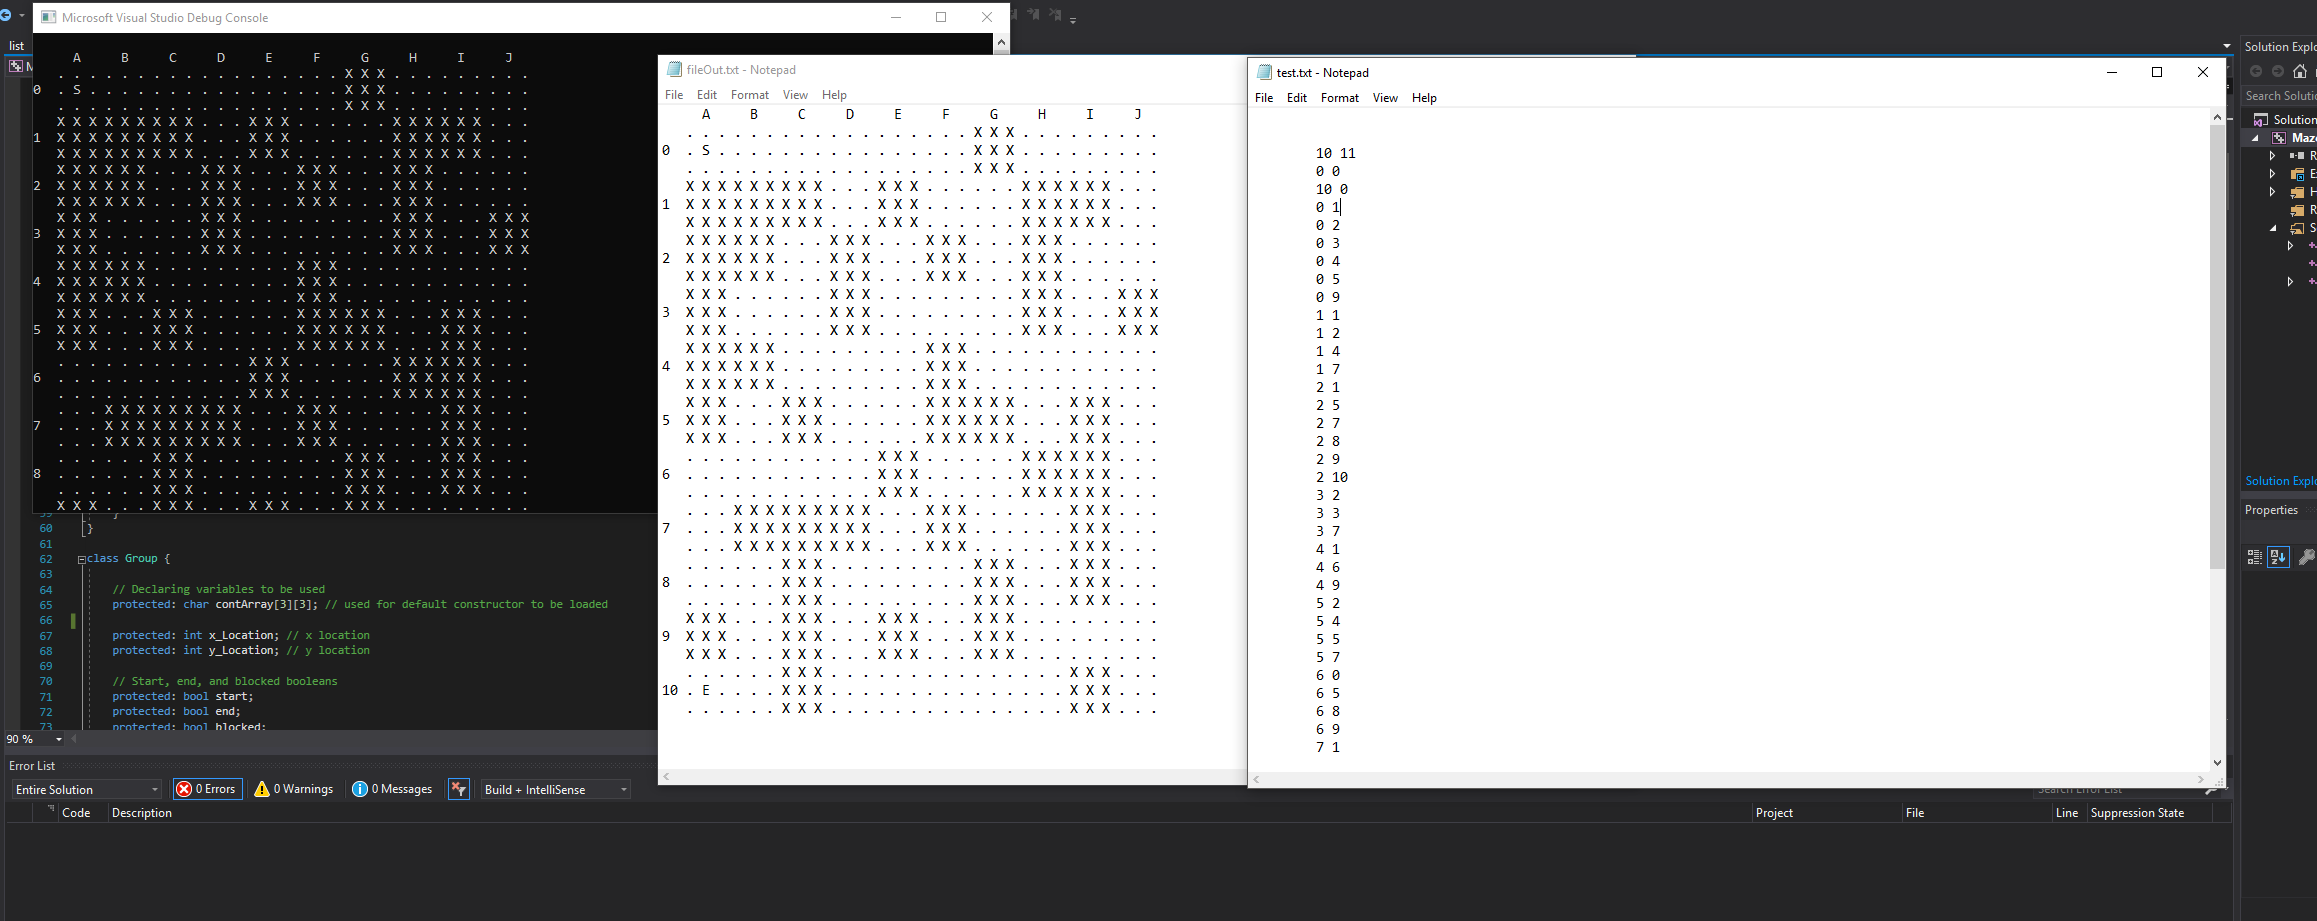 Microsoft Visual Studio Debug Console
A B C D E F G H I J
. . . . . . . . . . . . . . . . . . X X X . . . . . . . . .
0 . S . . . . . . . . . . . . . . . . X X X . . . . . . . . .
. . . . . . . . . . . . . . . . . . X X X . . . . . . . . .
X X X X X X X X X . . . X X X . . . . . . X X X X X X . . .
1 X X X X X X X X X . . . X X X . . . . . . X X X X X X . . .
X X X X X X X X X . . . X X X . . . . . . X X X X X X . . .
X X X X X X . . . X X X . . . X X X . . . X X X . . . . . .
2 X X X X X X . . . X X X . . . X X X . . . X X X . . . . . .
X X X X X X . . . X X X . . . X X X . . . X X X . . . . . .
X X X . . . . . . X X X . . . . . . . . . X X X . . . X X X
3 X X X . . . . . . X X X . . . . . . . . . X X X . . . X X X
X X X . . . . . . X X X . . . . . . . . . X X X . . . X X X
X X X X X X . . . . . . . . . X X X . . . . . . . . . . . .
4 X X X X X X . . . . . . . . . X X X . . . . . . . . . . . .
X X X X X X . . . . . . . . . X X X . . . . . . . . . . . .
X X X . . . X X X . . . . . . X X X X X X . . . X X X . . .
5 X X X . . . X X X . . . . . . X X X X X X . . . X X X . . .
X X X . . . X X X . . . . . . X X X X X X . . . X X X . . .
. . . . . . . . . . . . X X X . . . . . . X X X X X X . . .
6 . . . . . . . . . . . . X X X . . . . . . X X X X X X . . .
. . . . . . . . . . . . X X X . . . . . . X X X X X X . . .
. . . X X X X X X X X X . . . X X X . . . . . . X X X . . .
7 . . . X X X X X X X X X . . . X X X . . . . . . X X X . . .
. . . X X X X X X X X X . . . X X X . . . . . . X X X . . .
. . . . . . X X X . . . . . . . . . X X X . . . X X X . . .
8 . . . . . . X X X . . . . . . . . . X X X . . . X X X . . .
. . . . . . X X X . . . . . . . . . X X X . . . X X X . . .
X X X . . . X X X . . . X X X . . . X X X . . . . . . . . .
list
fileOut.txt - Notepad
File Edit Format View Help
A B C D E F G H I J
. . . . . . . . . . . . . . . . . . X X X . . . . . . . . .
0 . S . . . . . . . . . . . . . . . . X X X . . . . . . . . .
. . . . . . . . . . . . . . . . . . X X X . . . . . . . . .
X X X X X X X X X . . . X X X . . . . . . X X X X X X . . .
1 X X X X X X X X X . . . X X X . . . . . . X X X X X X . . .
X X X X X X X X X . . . X X X . . . . . . X X X X X X . . .
X X X X X X . . . X X X . . . X X X . . . X X X . . . . . .
2 X X X X X X . . . X X X . . . X X X . . . X X X . . . . . .
X X X X X X . . . X X X . . . X X X . . . X X X . . . . . .
X X X . . . . . . X X X . . . . . . . . . X X X . . . X X X
3 X X X . . . . . . X X X . . . . . . . . . X X X . . . X X X
X X X . . . . . . X X X . . . . . . . . . X X X . . . X X X
X X X X X X . . . . . . . . . X X X . . . . . . . . . . . .
4 X X X X X X . . . . . . . . . X X X . . . . . . . . . . . .
X X X X X X . . . . . . . . . X X X . . . . . . . . . . . .
X X X . . . X X X . . . . . . X X X X X X . . . X X X . . .
5 X X X . . . X X X . . . . . . X X X X X X . . . X X X . . .
X X X . . . X X X . . . . . . X X X X X X . . . X X X . . .
. . . . . . . . . . . . X X X . . . . . . X X X X X X . . .
6 . . . . . . . . . . . . X X X . . . . . . X X X X X X . . .
. . . . . . . . . . . . X X X . . . . . . X X X X X X . . .
. . . X X X X X X X X X . . . X X X . . . . . . X X X . . .
7 . . . X X X X X X X X X . . . X X X . . . . . . X X X . . .
. . . X X X X X X X X X . . . X X X . . . . . . X X X . . .
. . . . . . X X X . . . . . . . . . X X X . . . X X X . . .
8 . . . . . . X X X . . . . . . . . . X X X . . . X X X . . .
. . . . . . X X X . . . . . . . . . X X X . . . X X X . . .
X X X . . . X X X . . . X X X . . . X X X . . . . . . . . .
9 X X X . . . X X X . . . X X X . . . X X X . . . . . . . . .
X X X . . . X X X . . . X X X . . . X X X . . . . . . . . .
. . . . . . X X X . . . . . . . . . . . . . . . X X X . . .
10 . E . . . . X X X . . . . . . . . . . . . . . . X X X . . .
. . . . . . X X X . . . . . . . . . . . . . . . X X X . . .
test.txt - Notepad
File Edit Format View Help
10 11
0 0
10 0
0 1
0 2
0 3
0 4
0 5
0 9
1 1
1 2
1 4
1 7
2 1
2 5
2 7
2 8
2 9
2 10
3 2
3 3
3 7
4 1
4 6
4 9
5 2
5 4
5 5
5 7
6 0
6 5
6 8
6 9
7 1
Solution Explo
Search Solutio
Solution
Maze
Solution Explo
Properties
60 }
61
62 class Group {
63
64 // Declaring variables to be used
65 protected: char contArray[3][3]; // used for default constructor to be loaded
66
67 protected: int x_Location; // x location
68 protected: int y_Location; // y location
69
70 // Start, end, and blocked booleans
71 protected: bool start;
72 protected: bool end;
73 protected: bool blocked;
90 %
Error List
Entire Solution 0 Errors 0 Warnings 0 Messages Build + IntelliSense Search Error List
Code Description Project File Line Suppression State